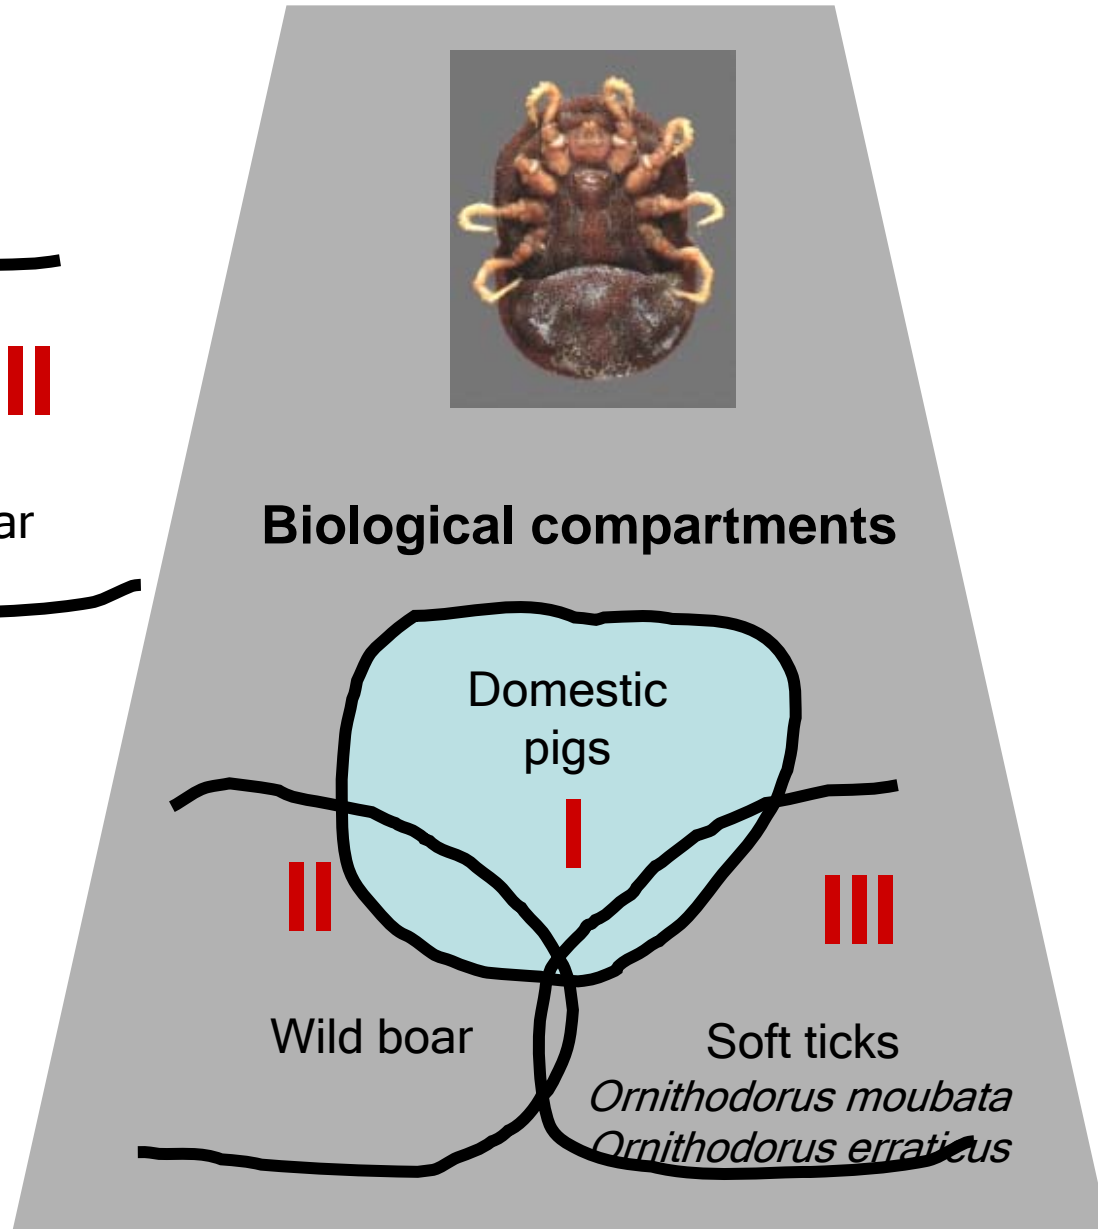 II
ar
Biological compartments
Domestic
pigs
I
II
III
Wild boar
Soft ticks
Ornithodorus moubata
Ornithodorus erraticus